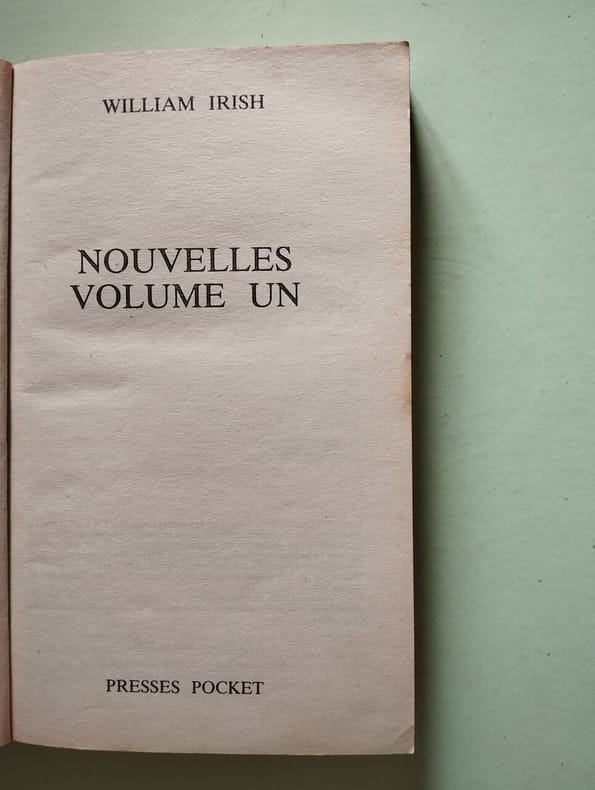 WILLIAM IRISH
NOUVELLES
VOLUME UN
PRESSES POCKET